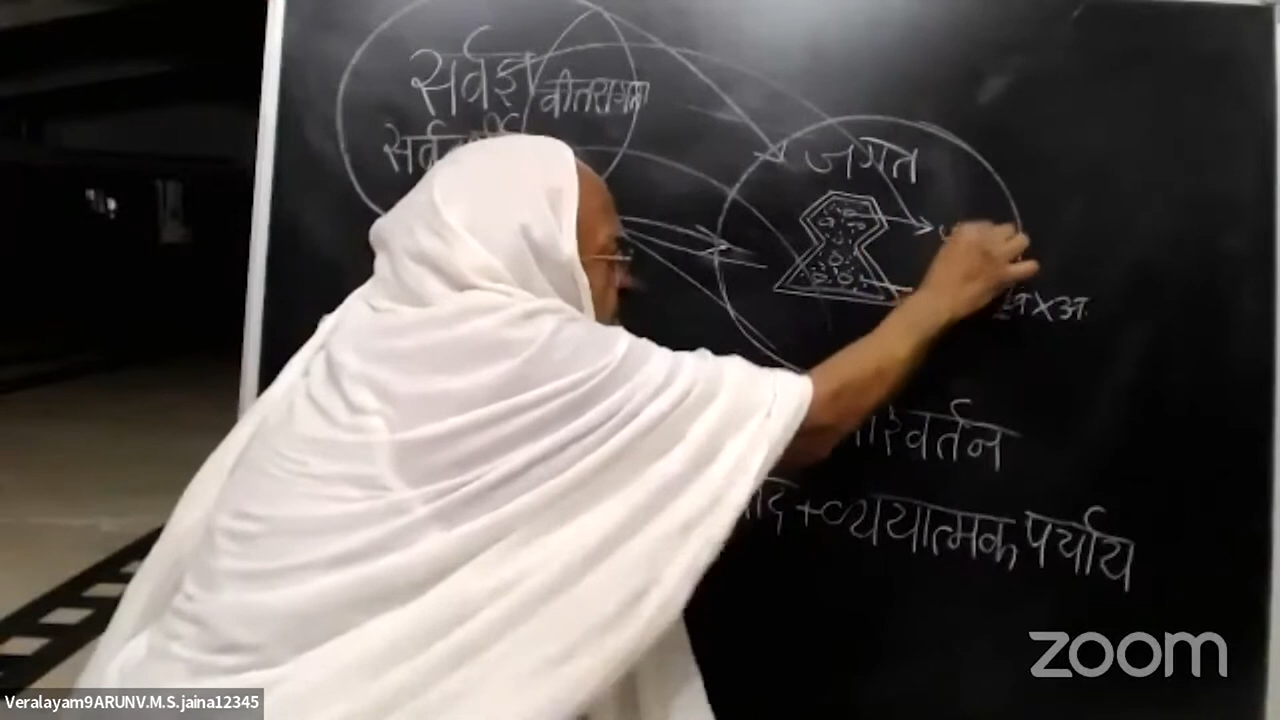 सर्वज्ञ
वीतरागता
जगत
परिवर्तन
+व्ययात्मक पर्याय
zoom
Veralayam9ARUNV.M.S.jaina12345